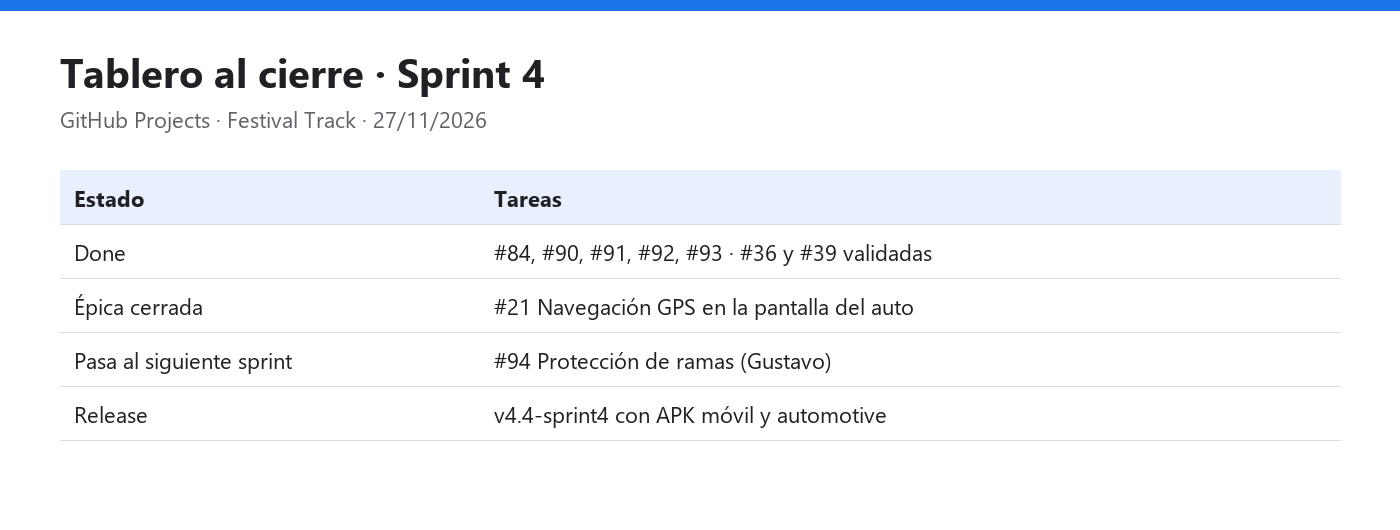 Tablero al cierre · Sprint 4
GitHub Projects · Festival Track · 27/11/2026
Estado Tareas
Done #84, #90, #91, #92, #93 · #36 y #39 validadas
Épica cerrada #21 Navegación GPS en la pantalla del auto
Pasa al siguiente sprint #94 Protección de ramas (Gustavo)
Release v4.4-sprint4 con APK móvil y automotive